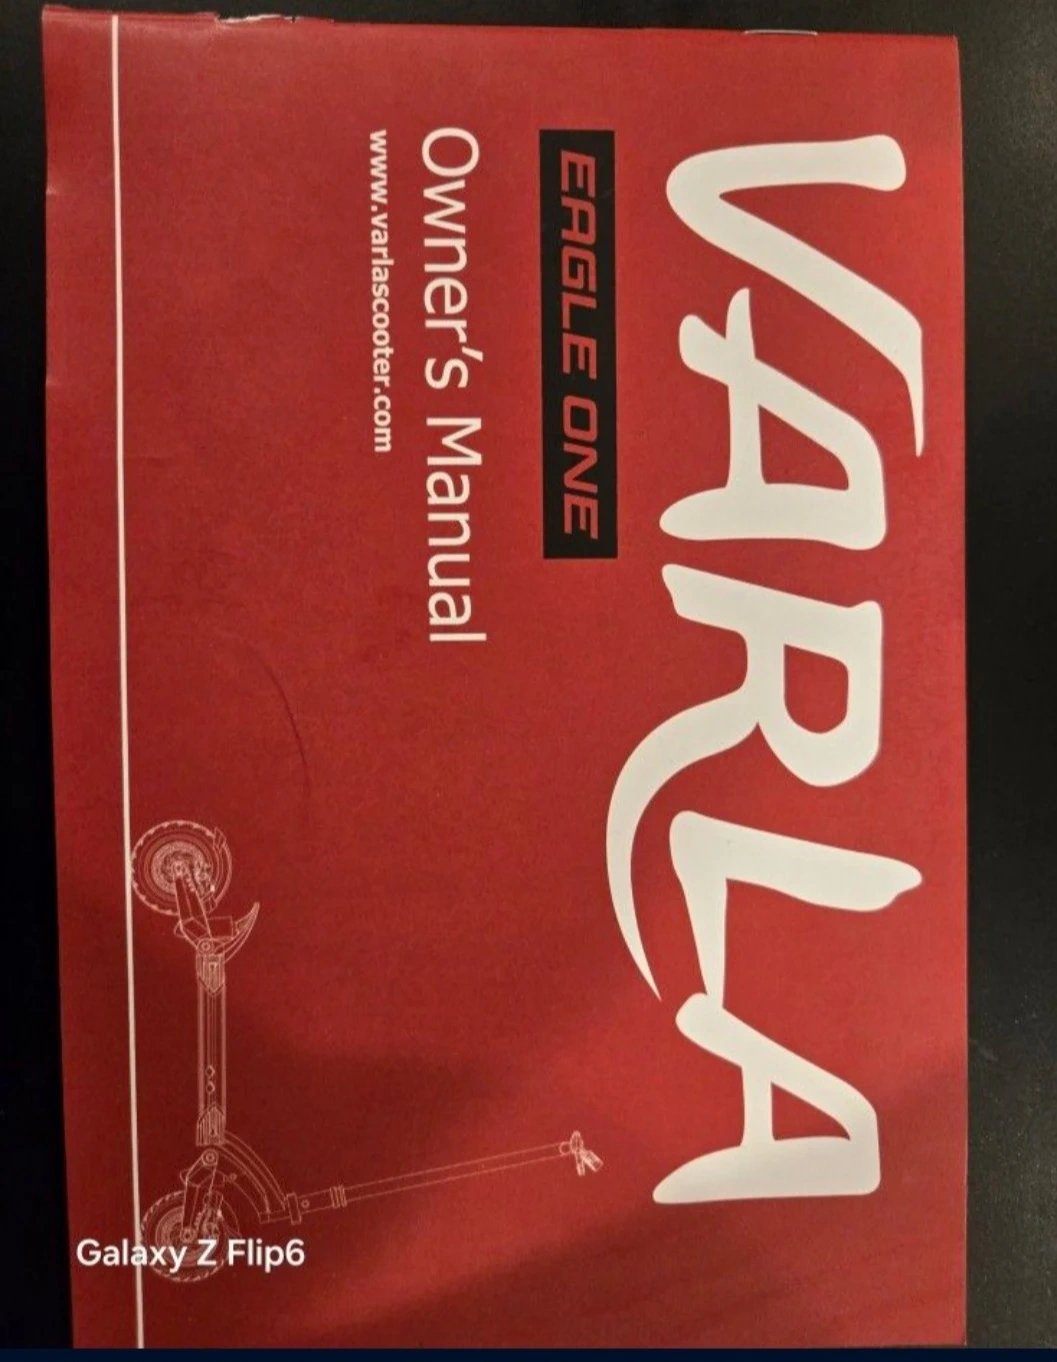 VARLA
EAGLE ONE
Owner's Manual
www.varlascooter.com
Galaxy Z Flip6